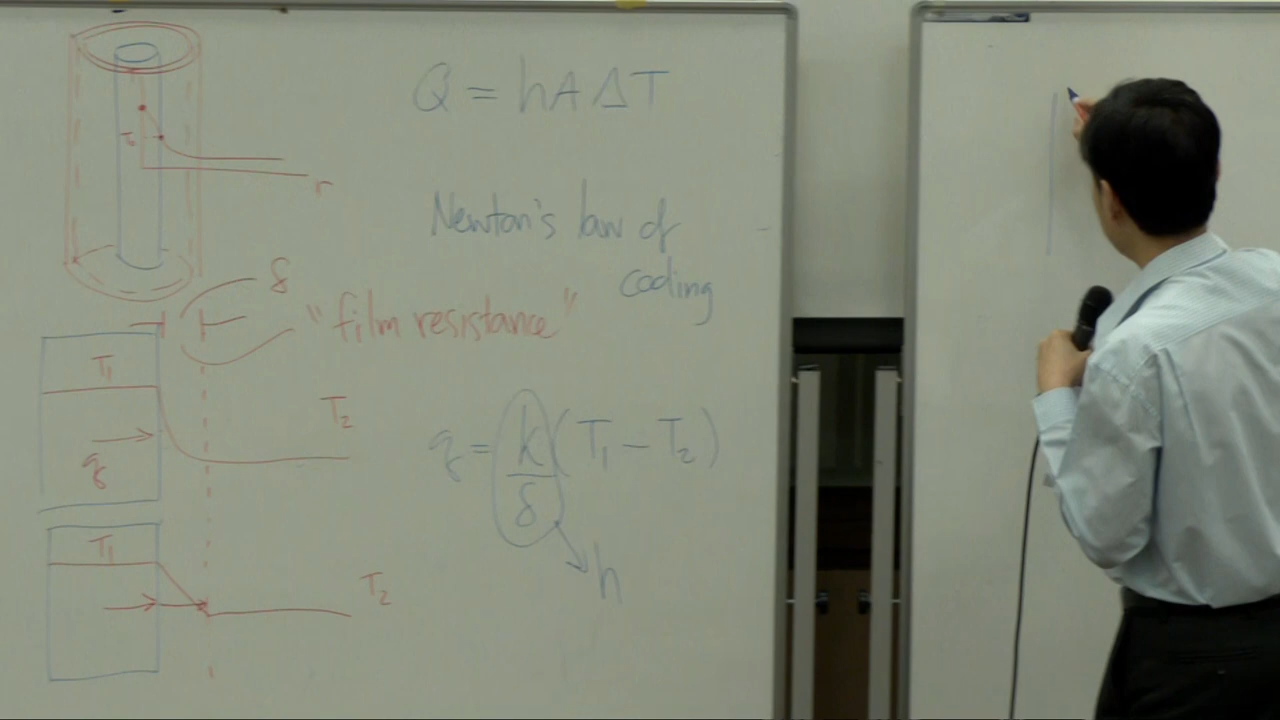 Q = hAΔT
T₀
r
Newton's law of
cooling
δ
"film resistance"
T₁
T₂
q
q = k/δ (T₁ − T₂)
h
T₁
T₂